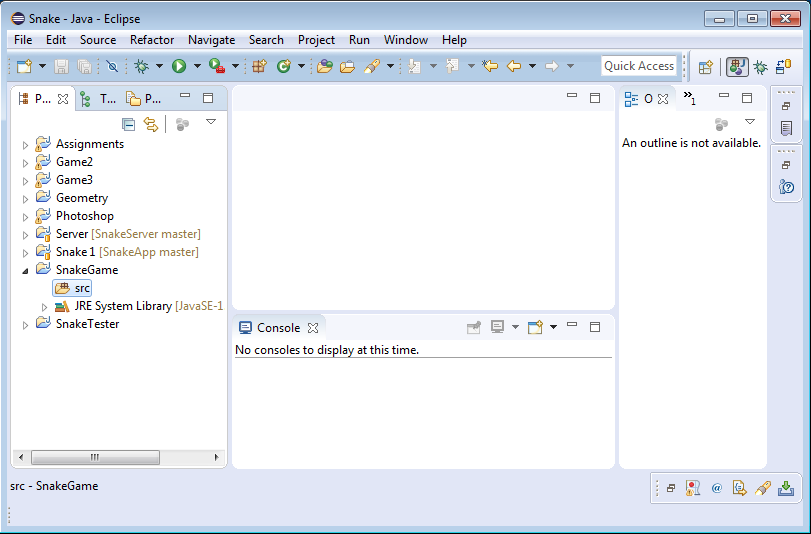 Snake - Java - Eclipse
File Edit Source Refactor Navigate Search Project Run Window Help
Quick Access
P... T... P...
O »1
An outline is not available.
Assignments
Game2
Game3
Geometry
Photoshop
Server [SnakeServer master]
Snake 1 [SnakeApp master]
SnakeGame
src
JRE System Library [JavaSE-1
SnakeTester
Console
No consoles to display at this time.
src - SnakeGame